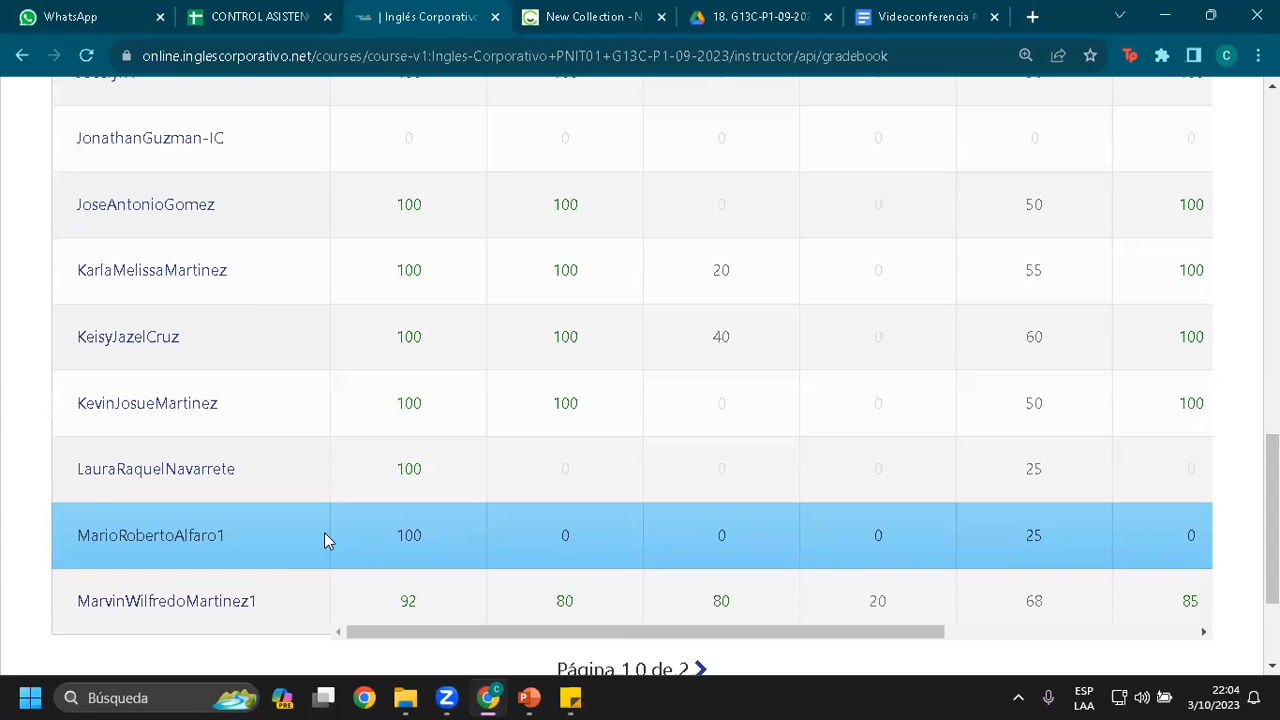 WhatsApp
CONTROL ASISTEN
| Inglés Corporativo
New Collection - N
18. G13C-P1-09-202
Videoconferencia #
online.inglescorporativo.net/courses/course-v1:Ingles-Corporativo+PNIT01+G13C-P1-09-2023/instructor/api/gradebook
JonathanGuzman-IC 0 0 0 0 0 0
JoseAntonioGomez 100 100 0 0 50 100
KarlaMelissaMartinez 100 100 20 0 55 100
KeisyJazelCruz 100 100 40 0 60 100
KevinJosueMartinez 100 100 0 0 50 100
LauraRaquelNavarrete 100 0 0 0 25 0
MarioRobertoAlfaro1 100 0 0 0 25 0
MarvinWilfredoMartinez1 92 80 80 20 68 85
Página 1.0 de 2
Búsqueda
PRE
ESP
LAA
22:04
3/10/2023